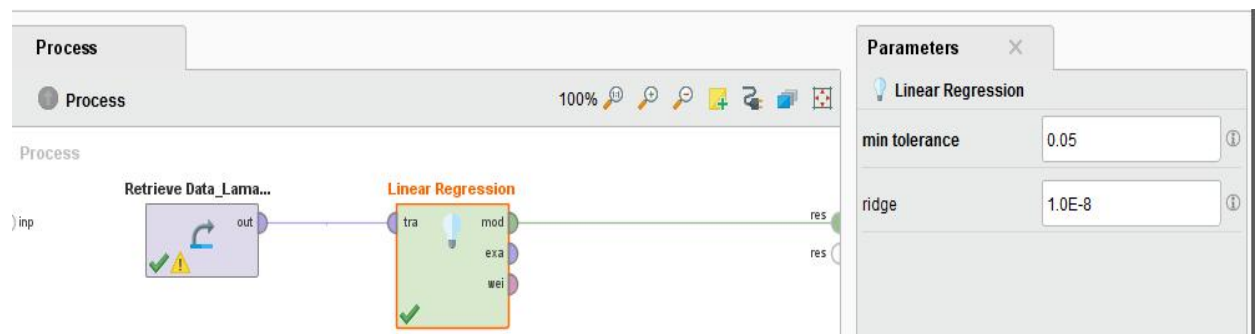 Process
Process
100%
Process
Retrieve Data_Lama...
Linear Regression
inp
out
tra
mod
exa
wei
res
res
Parameters
Linear Regression
min tolerance
0.05
ridge
1.0E-8